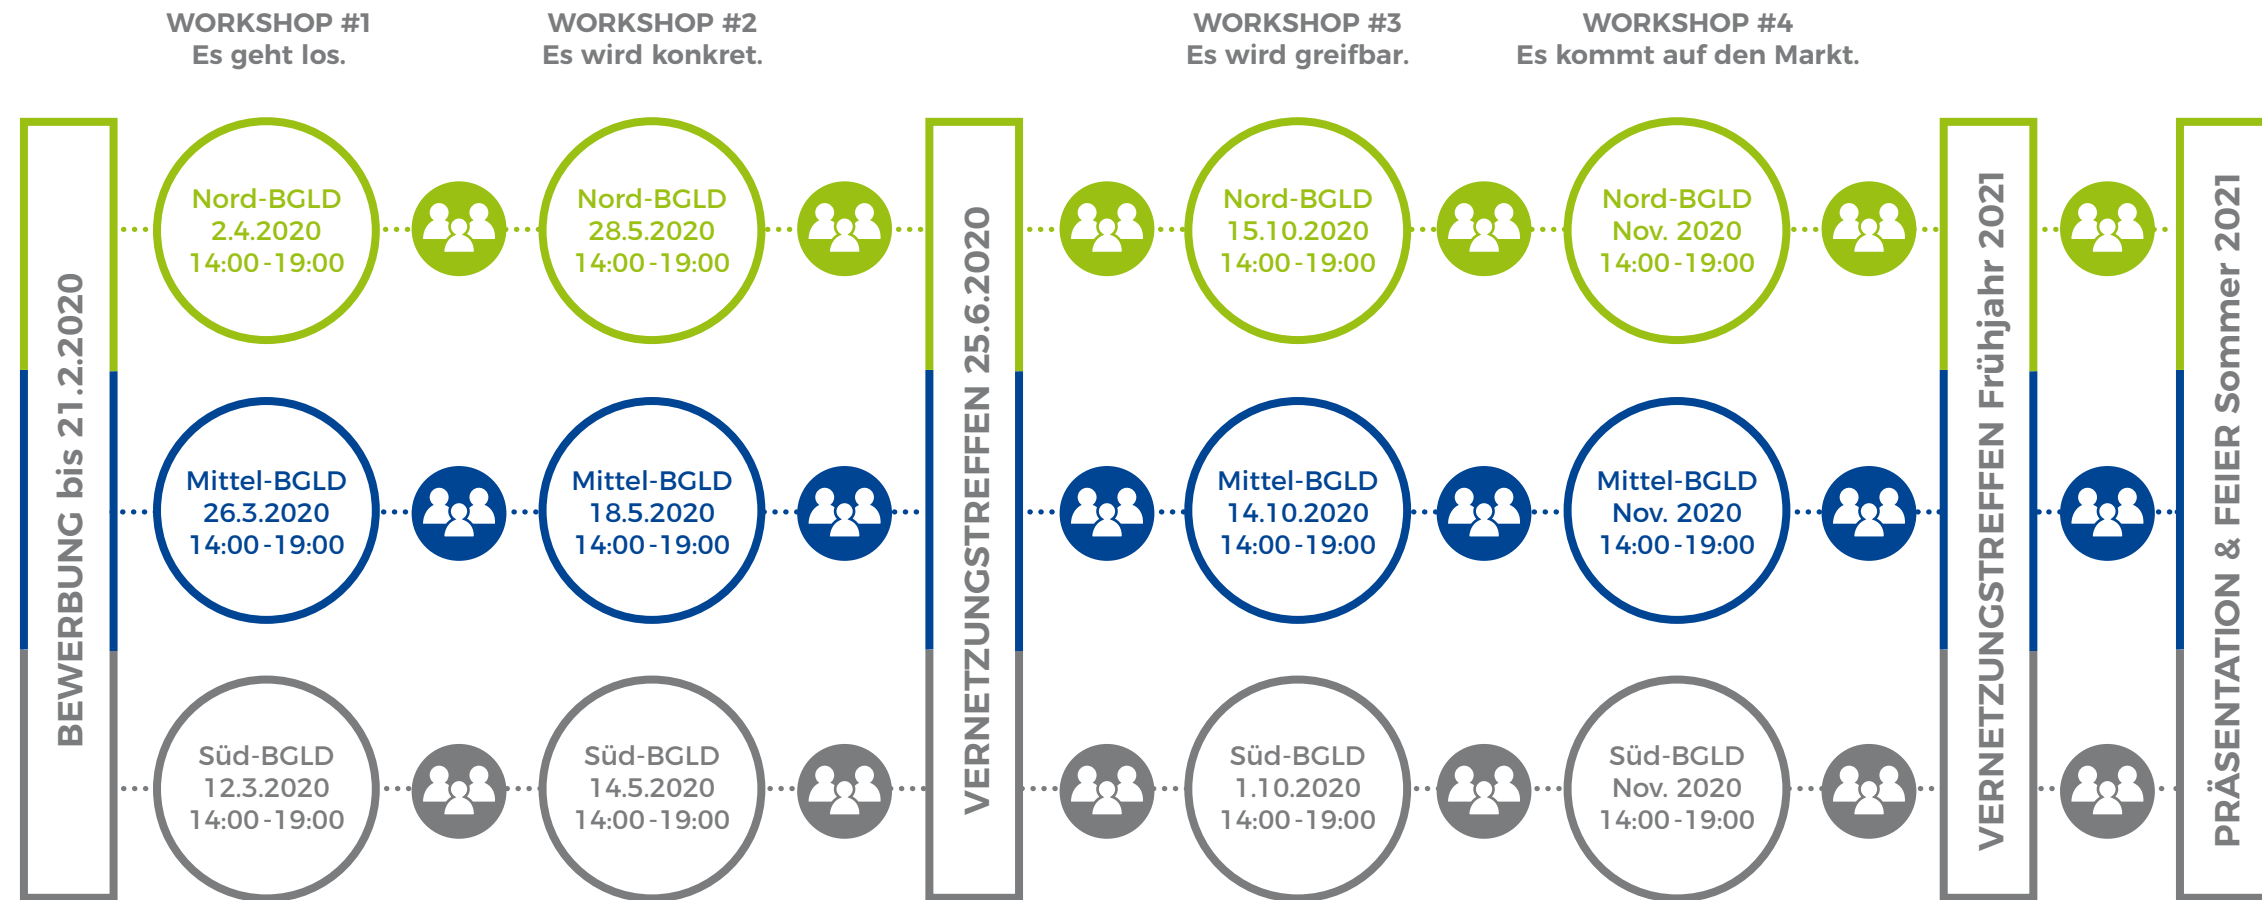 WORKSHOP #1
Es geht los.
WORKSHOP #2
Es wird konkret.
WORKSHOP #3
Es wird greifbar.
WORKSHOP #4
Es kommt auf den Markt.
BEWERBUNG bis 21.2.2020
Nord-BGLD
2.4.2020
14:00-19:00
Nord-BGLD
28.5.2020
14:00-19:00
VERNETZUNGSTREFFEN 25.6.2020
Nord-BGLD
15.10.2020
14:00-19:00
Nord-BGLD
Nov. 2020
14:00-19:00
VERNETZUNGSTREFFEN Frühjahr 2021
PRÄSENTATION & FEIER Sommer 2021
Mittel-BGLD
26.3.2020
14:00-19:00
Mittel-BGLD
18.5.2020
14:00-19:00
Mittel-BGLD
14.10.2020
14:00-19:00
Mittel-BGLD
Nov. 2020
14:00-19:00
Süd-BGLD
12.3.2020
14:00-19:00
Süd-BGLD
14.5.2020
14:00-19:00
Süd-BGLD
1.10.2020
14:00-19:00
Süd-BGLD
Nov. 2020
14:00-19:00